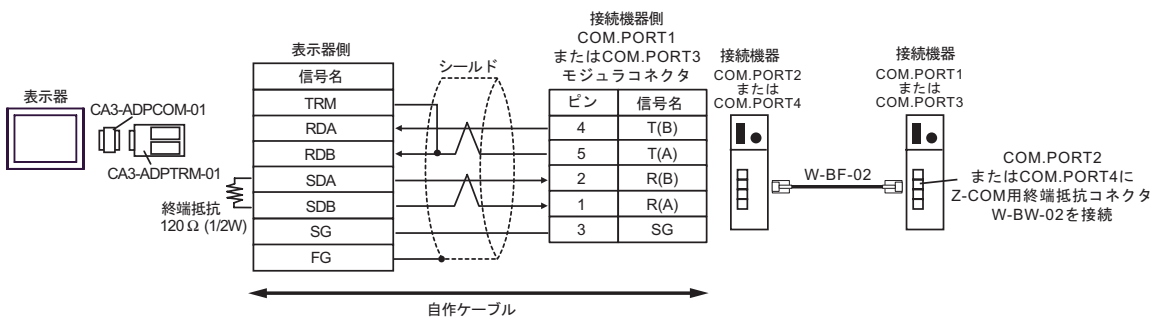 表示器
CA3-ADPCOM-01
CA3-ADPTRM-01
表示器側
信号名
TRM
RDA
RDB
SDA
SDB
SG
FG
終端抵抗
120 Ω (1/2W)
シールド
接続機器側
COM.PORT1
またはCOM.PORT3
モジュラコネクタ
ピン 信号名
4 T(B)
5 T(A)
2 R(B)
1 R(A)
3 SG
自作ケーブル
接続機器
COM.PORT2
または
COM.PORT4
W-BF-02
接続機器
COM.PORT1
または
COM.PORT3
COM.PORT2
またはCOM.PORT4に
Z-COM用終端抵抗コネクタ
W-BW-02を接続